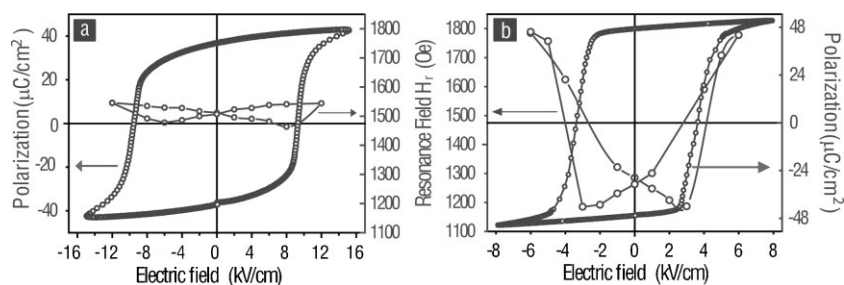 a
Polarization (μC/cm²)
40
20
0
-20
-40
-16 -12 -8 -4 0 4 8 12 16
Electric field (kV/cm)
1800
1700
1600
1500
1400
1300
1200
1100
Resonance Field Hr (Oe)
b
1800
1700
1600
1500
1400
1300
1200
1100
-8 -6 -4 -2 0 2 4 6 8
Electric field (kV/cm)
48
24
0
-24
-48
Polarization (μC/cm²)